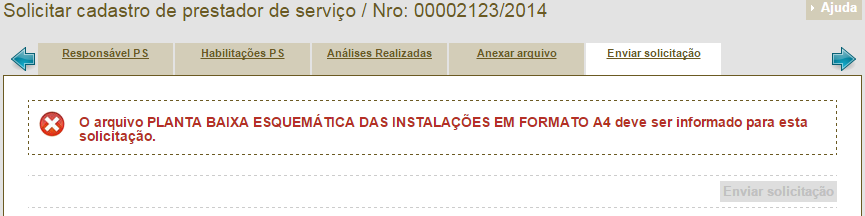 Solicitar cadastro de prestador de serviço / Nro: 00002123/2014
Ajuda
Responsável PS
Habilitações PS
Análises Realizadas
Anexar arquivo
Enviar solicitação
O arquivo PLANTA BAIXA ESQUEMÁTICA DAS INSTALAÇÕES EM FORMATO A4 deve ser informado para esta
solicitação.
Enviar solicitação